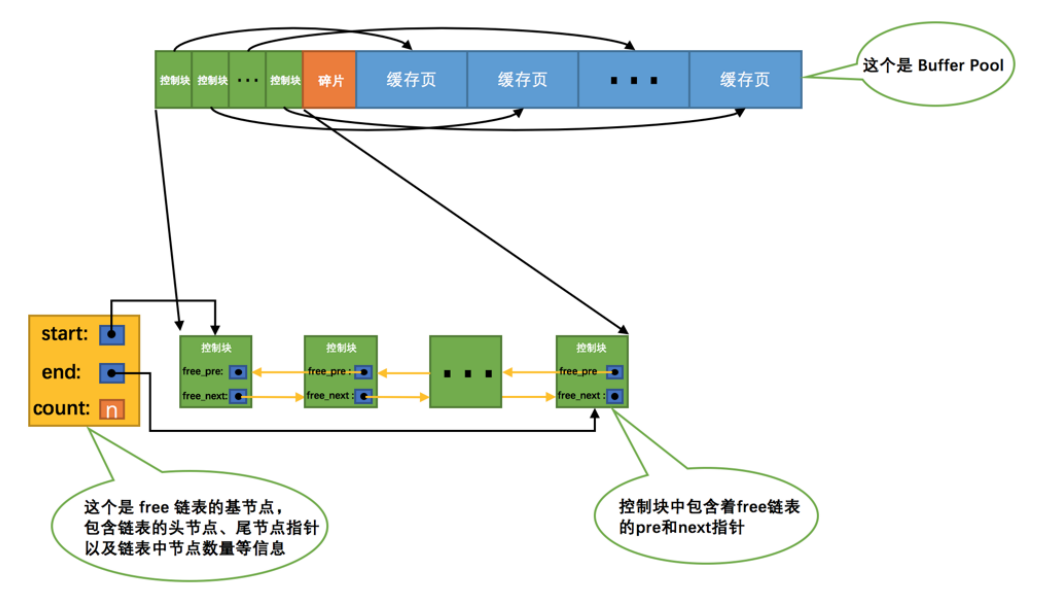 控制块 控制块 ··· 控制块 碎片 缓存页 缓存页 ··· 缓存页
这个是 Buffer Pool
start:
end:
count: n
控制块
free_pre:
free_next:
控制块
free_pre :
free_next :
···
控制块
free_pre
free_next :
这个是 free 链表的基节点，
包含链表的头节点、尾节点指针
以及链表中节点数量等信息
控制块中包含着free链表
的pre和next指针